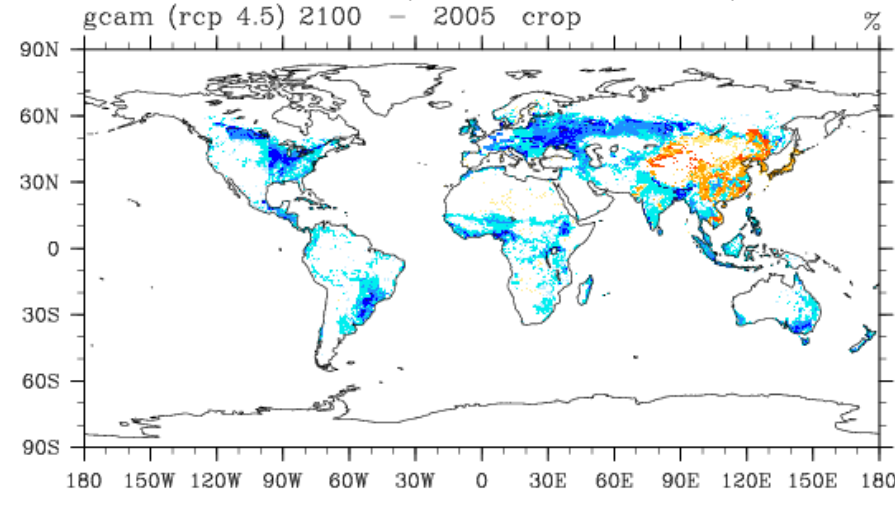 gcam (rcp 4.5) 2100 – 2005 crop %
90N
60N
30N
0
30S
60S
90S
180 150W 120W 90W 60W 30W 0 30E 60E 90E 120E 150E 180